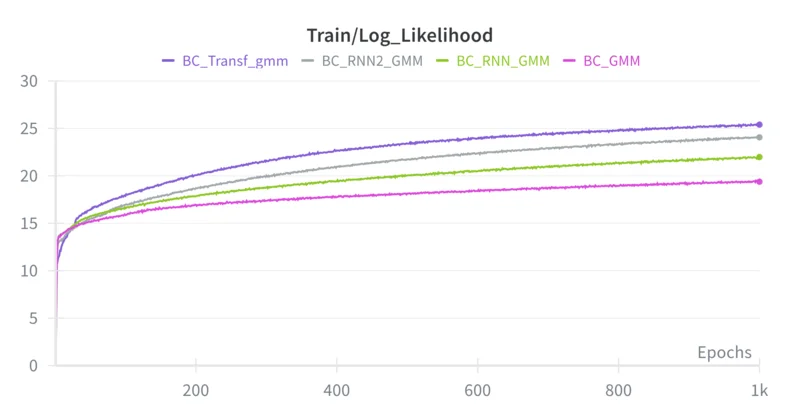 Train/Log_Likelihood
BC_Transf_gmm BC_RNN2_GMM BC_RNN_GMM BC_GMM
30
25
20
15
10
5
0
Epochs
200 400 600 800 1k